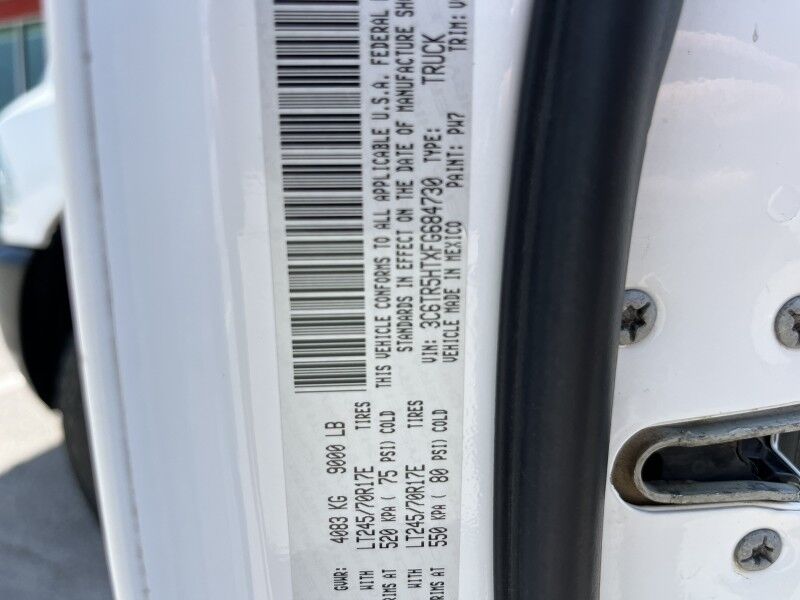 GVWR: 4083 KG 9000 LB
WITH LT245/70R17E TIRES
RIMS AT 520 KPA ( 75 PSI) COLD
WITH LT245/70R17E TIRES
RIMS AT 550 KPA ( 80 PSI) COLD
THIS VEHICLE CONFORMS TO ALL APPLICABLE U.S.A. FEDERAL
STANDARDS IN EFFECT ON THE DATE OF MANUFACTURE SHO
VIN: 3C6TR5HTXFG684730 TYPE: TRUCK
VEHICLE MADE IN MEXICO PAINT: PW7 TRIM: V